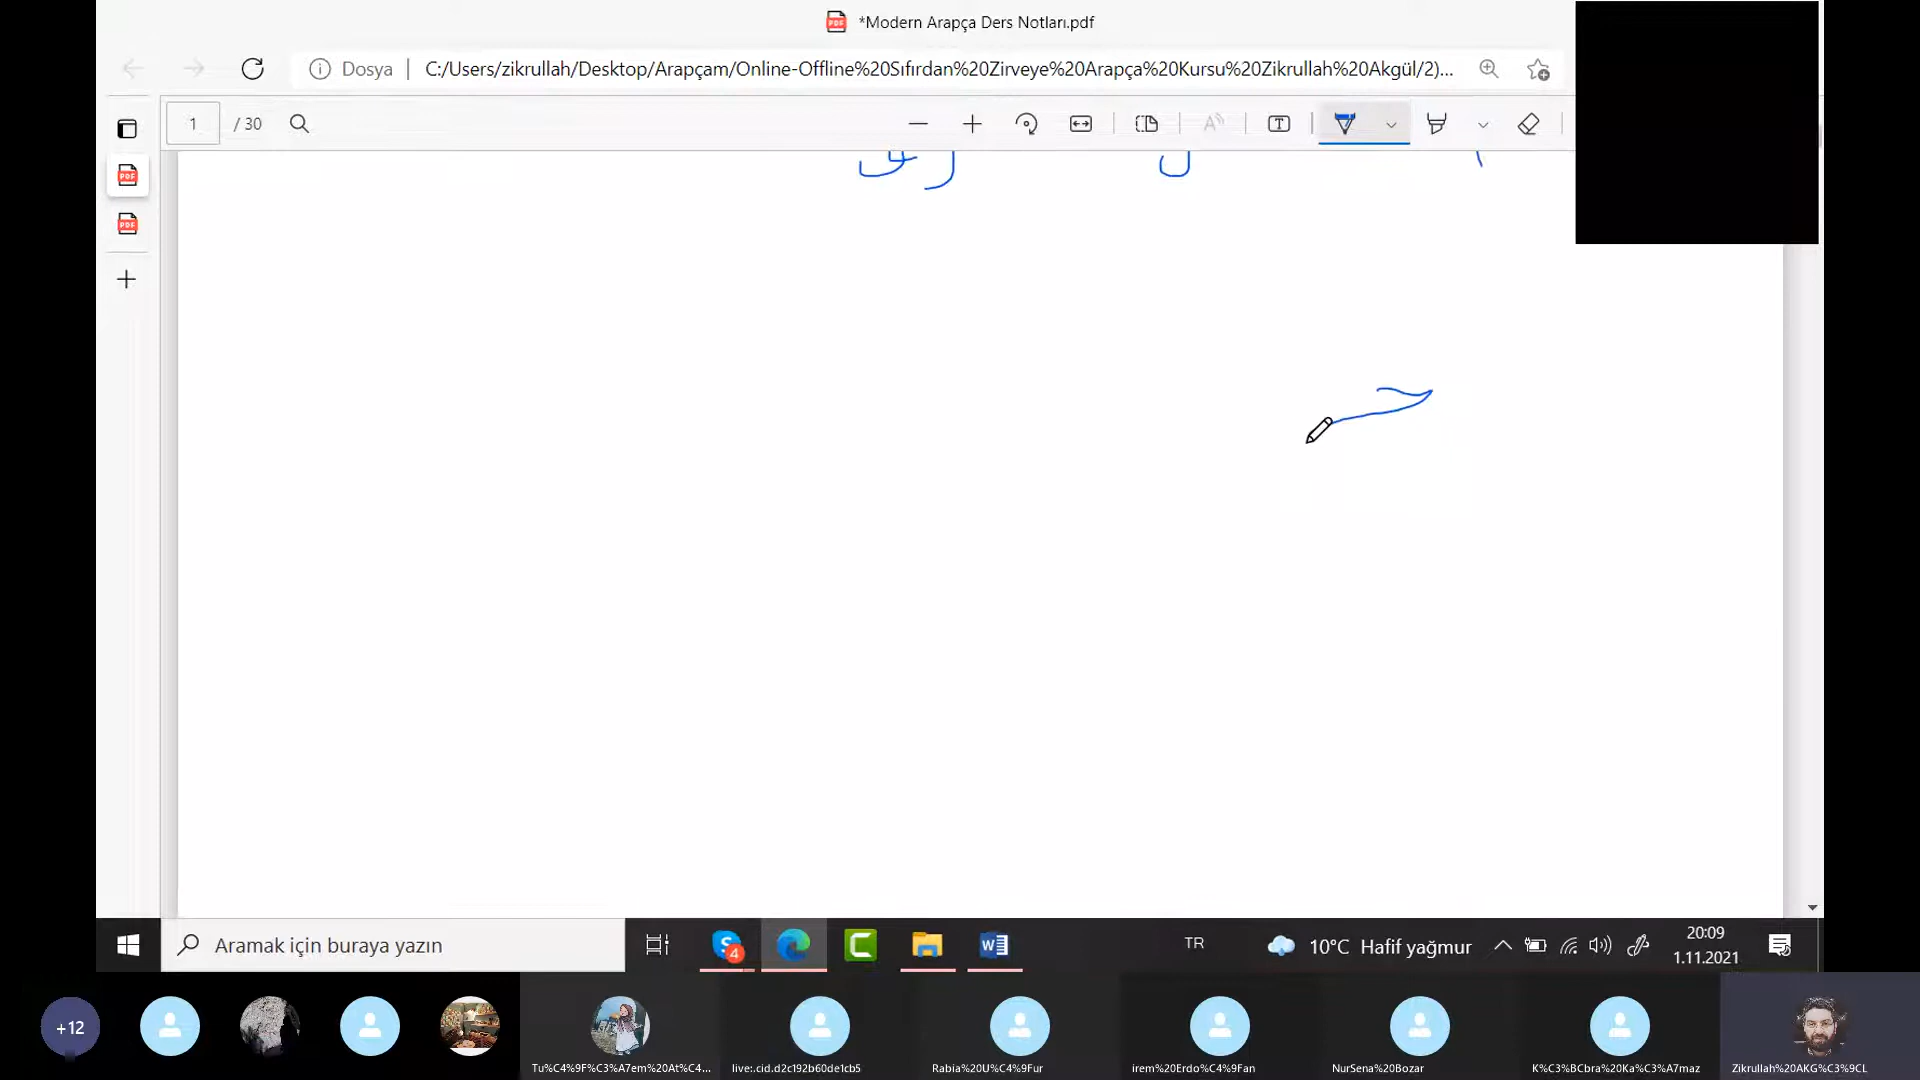 *Modern Arapça Ders Notları.pdf
Dosya | C:/Users/zikrullah/Desktop/Arapçam/Online-Offline%20Sıfırdan%20Zirveye%20Arapça%20Kursu%20Zikrullah%20Akgül/2)...
1 / 30
Aramak için buraya yazın
4
TR
10°C Hafif yağmur
20:09
1.11.2021
+12
Tu%C4%9F%C3%A7em%20At%C4...
live:.cid.d2c192b60de1cb5
Rabia%20U%C4%9Fur
irem%20Erdo%C4%9Fan
NurSena%20Bozar
K%C3%BCbra%20Ka%C3%A7maz
Zikrullah%20AKG%C3%9CL